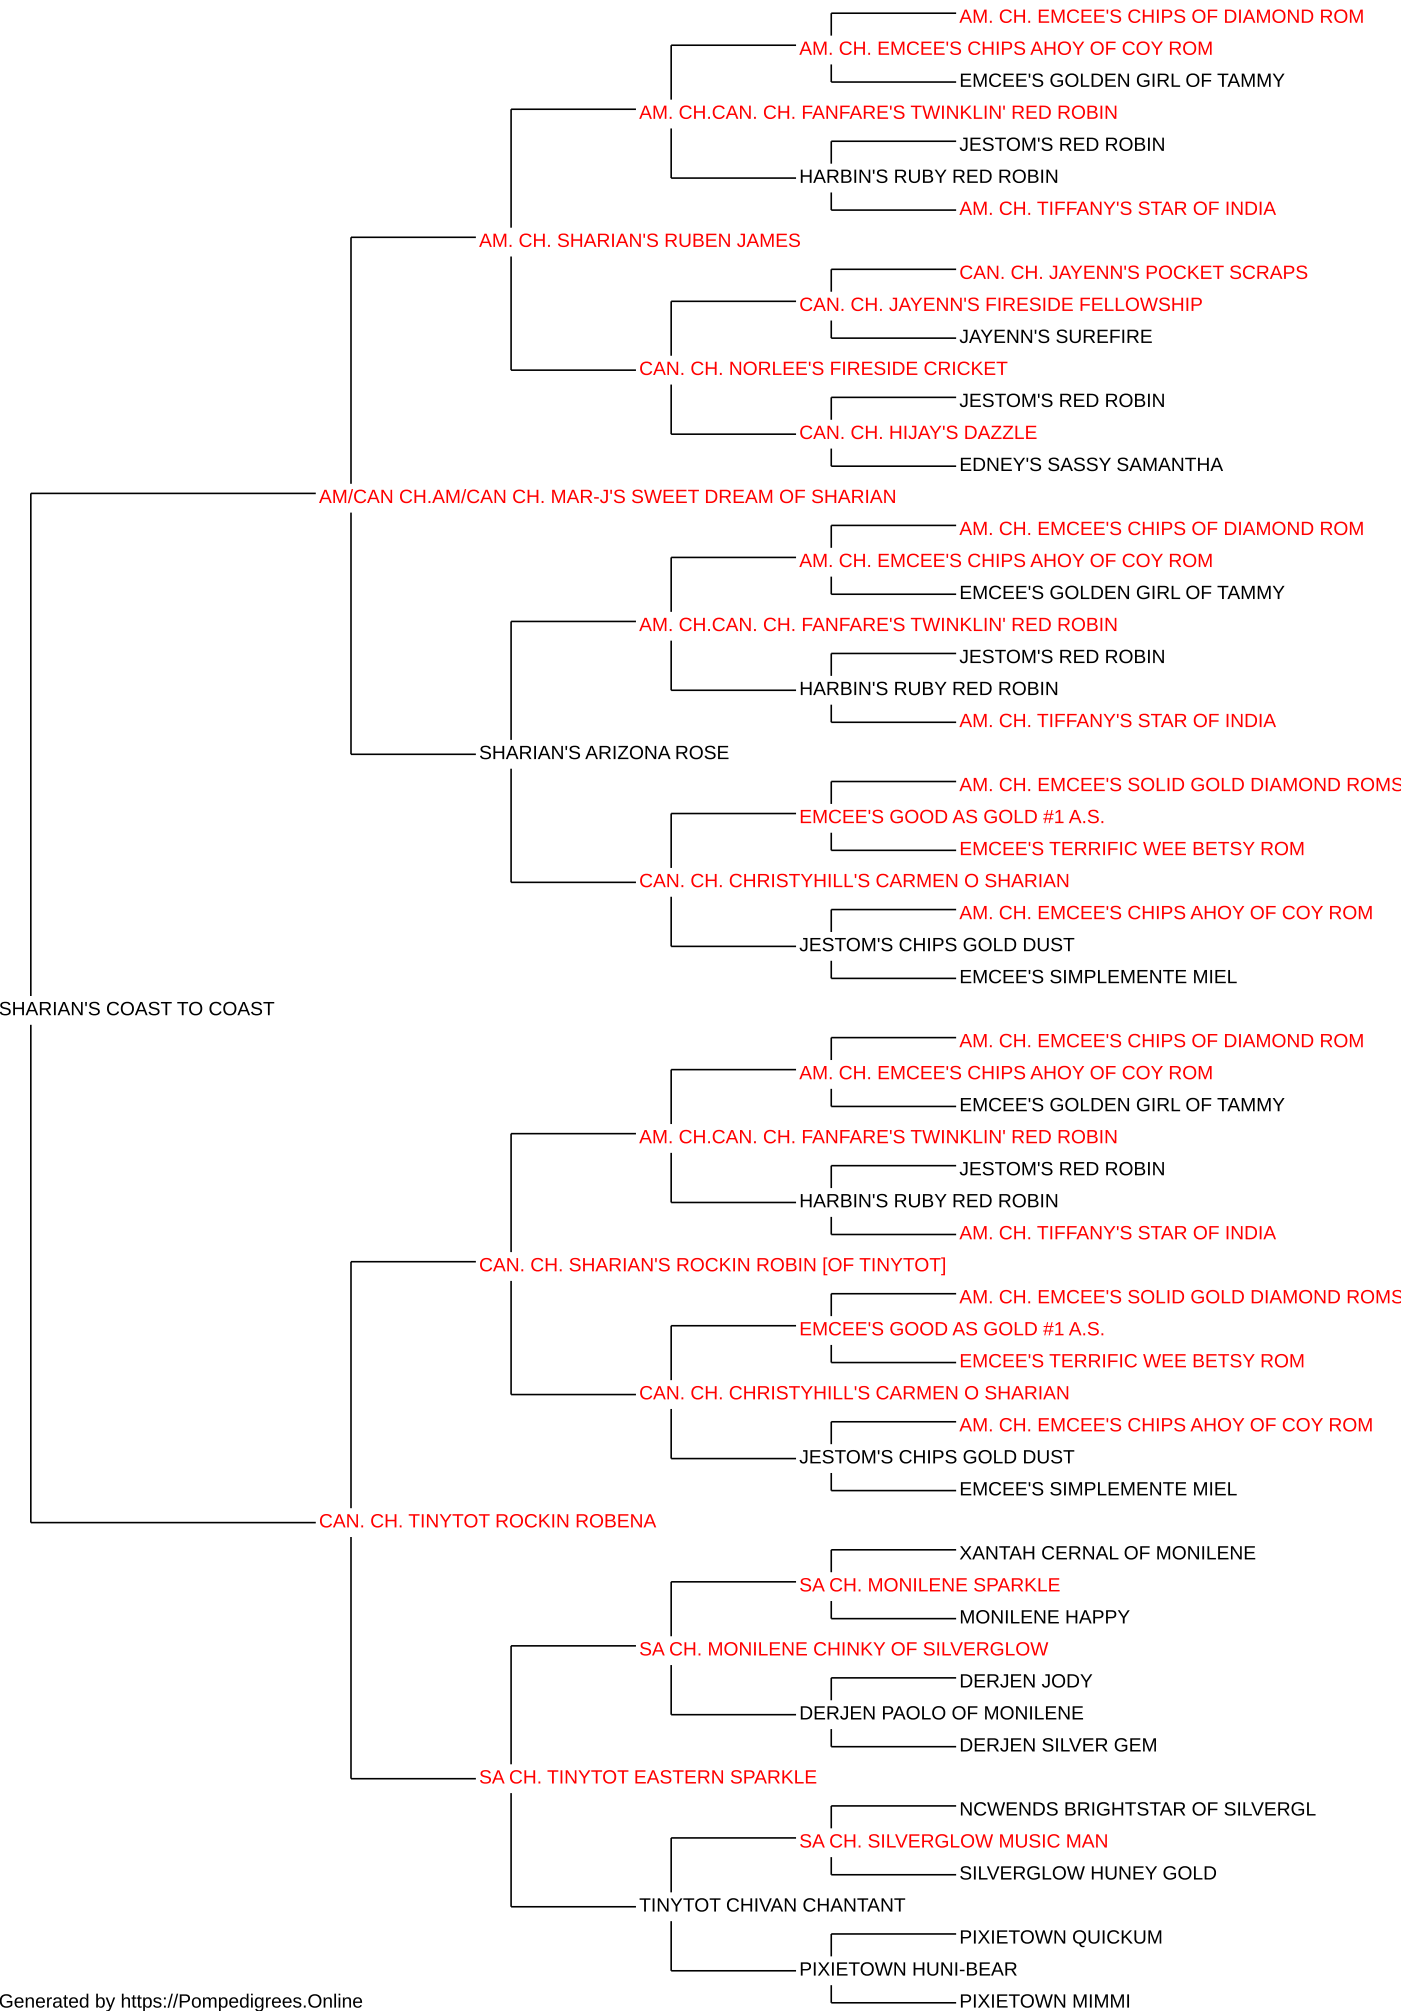 AM. CH. EMCEE'S CHIPS OF DIAMOND ROM
AM. CH. EMCEE'S CHIPS AHOY OF COY ROM
EMCEE'S GOLDEN GIRL OF TAMMY
AM. CH.CAN. CH. FANFARE'S TWINKLIN' RED ROBIN
JESTOM'S RED ROBIN
HARBIN'S RUBY RED ROBIN
AM. CH. TIFFANY'S STAR OF INDIA
AM. CH. SHARIAN'S RUBEN JAMES
CAN. CH. JAYENN'S POCKET SCRAPS
CAN. CH. JAYENN'S FIRESIDE FELLOWSHIP
JAYENN'S SUREFIRE
CAN. CH. NORLEE'S FIRESIDE CRICKET
JESTOM'S RED ROBIN
CAN. CH. HIJAY'S DAZZLE
EDNEY'S SASSY SAMANTHA
AM/CAN CH.AM/CAN CH. MAR-J'S SWEET DREAM OF SHARIAN
AM. CH. EMCEE'S CHIPS OF DIAMOND ROM
AM. CH. EMCEE'S CHIPS AHOY OF COY ROM
EMCEE'S GOLDEN GIRL OF TAMMY
AM. CH.CAN. CH. FANFARE'S TWINKLIN' RED ROBIN
JESTOM'S RED ROBIN
HARBIN'S RUBY RED ROBIN
AM. CH. TIFFANY'S STAR OF INDIA
SHARIAN'S ARIZONA ROSE
AM. CH. EMCEE'S SOLID GOLD DIAMOND ROMS
EMCEE'S GOOD AS GOLD #1 A.S.
EMCEE'S TERRIFIC WEE BETSY ROM
CAN. CH. CHRISTYHILL'S CARMEN O SHARIAN
AM. CH. EMCEE'S CHIPS AHOY OF COY ROM
JESTOM'S CHIPS GOLD DUST
EMCEE'S SIMPLEMENTE MIEL
SHARIAN'S COAST TO COAST
AM. CH. EMCEE'S CHIPS OF DIAMOND ROM
AM. CH. EMCEE'S CHIPS AHOY OF COY ROM
EMCEE'S GOLDEN GIRL OF TAMMY
AM. CH.CAN. CH. FANFARE'S TWINKLIN' RED ROBIN
JESTOM'S RED ROBIN
HARBIN'S RUBY RED ROBIN
AM. CH. TIFFANY'S STAR OF INDIA
CAN. CH. SHARIAN'S ROCKIN ROBIN [OF TINYTOT]
AM. CH. EMCEE'S SOLID GOLD DIAMOND ROMS
EMCEE'S GOOD AS GOLD #1 A.S.
EMCEE'S TERRIFIC WEE BETSY ROM
CAN. CH. CHRISTYHILL'S CARMEN O SHARIAN
AM. CH. EMCEE'S CHIPS AHOY OF COY ROM
JESTOM'S CHIPS GOLD DUST
EMCEE'S SIMPLEMENTE MIEL
CAN. CH. TINYTOT ROCKIN ROBENA
XANTAH CERNAL OF MONILENE
SA CH. MONILENE SPARKLE
MONILENE HAPPY
SA CH. MONILENE CHINKY OF SILVERGLOW
DERJEN JODY
DERJEN PAOLO OF MONILENE
DERJEN SILVER GEM
SA CH. TINYTOT EASTERN SPARKLE
NCWENDS BRIGHTSTAR OF SILVERGL
SA CH. SILVERGLOW MUSIC MAN
SILVERGLOW HUNEY GOLD
TINYTOT CHIVAN CHANTANT
PIXIETOWN QUICKUM
PIXIETOWN HUNI-BEAR
PIXIETOWN MIMMI
Generated by https://Pompedigrees.Online